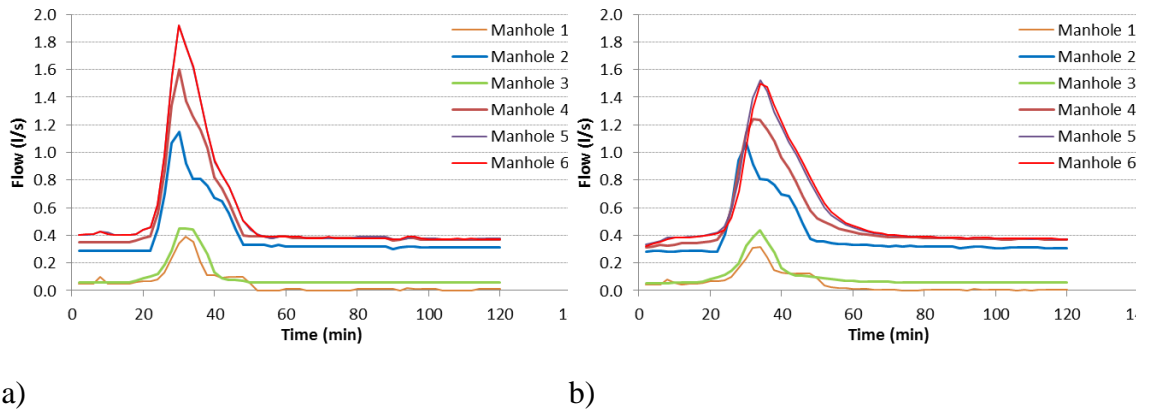 2.0
1.8
1.6
1.4
1.2
1.0
0.8
0.6
0.4
0.2
0.0
Flow (l/s)
0 20 40 60 80 100 120 1
Time (min)
Manhole 1
Manhole 2
Manhole 3
Manhole 4
Manhole 5
Manhole 6
a)
2.0
1.8
1.6
1.4
1.2
1.0
0.8
0.6
0.4
0.2
0.0
Flow (l/s)
0 20 40 60 80 100 120
Time (min)
Manhole 1
Manhole 2
Manhole 3
Manhole 4
Manhole 5
Manhole 6
b)